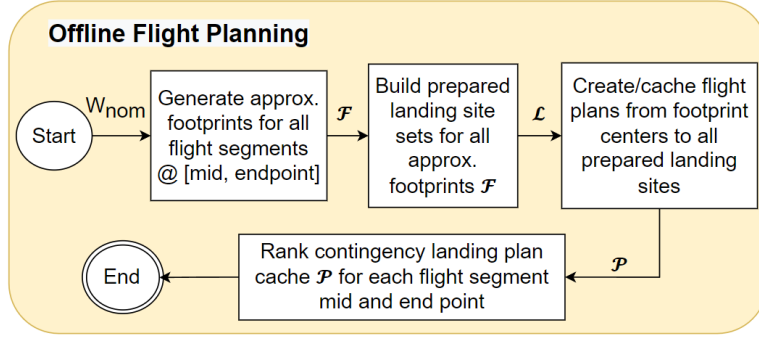 Offline Flight Planning
Start
W_nom
Generate approx.
footprints for all
flight segments
@ [mid, endpoint]
𝓕
Build prepared
landing site
sets for all
approx.
footprints 𝓕
𝓛
Create/cache flight
plans from footprint
centers to all
prepared landing
sites
𝓟
Rank contingency landing plan
cache 𝓟 for each flight segment
mid and end point
End